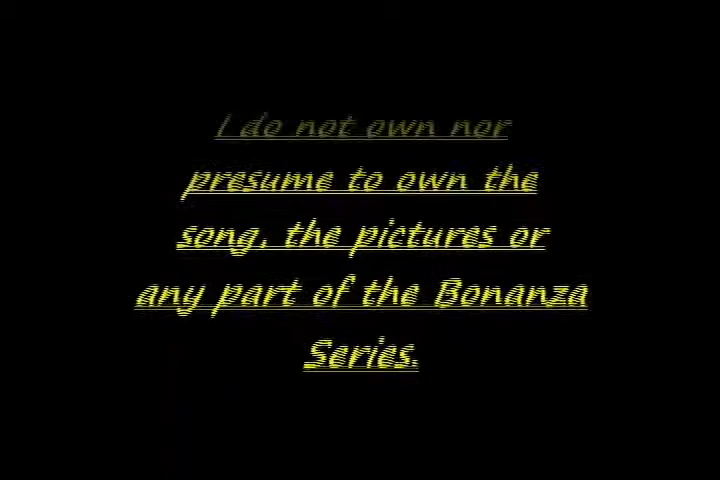 I do not own nor
presume to own the
song, the pictures or
any part of the Bonanza
Series.